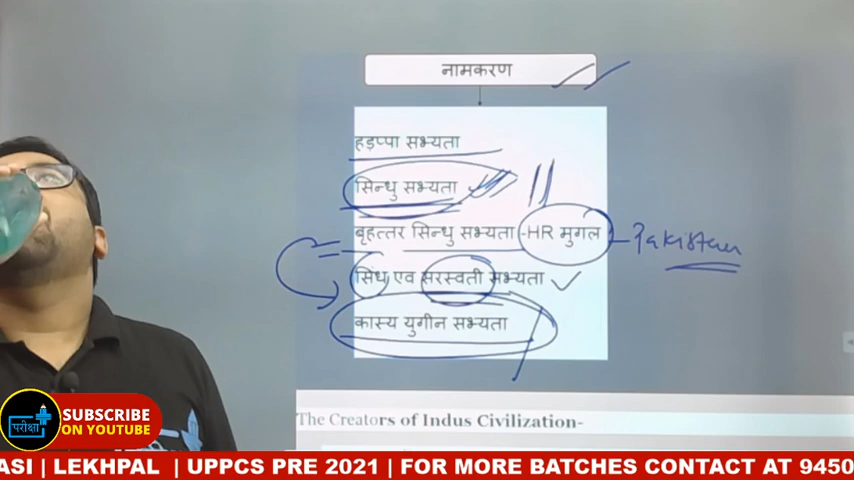 नामकरण
हड़प्पा सभ्यता
सिन्धु सभ्यता
बृहत्तर सिन्धु सभ्यता -HR मुगल
Pakistan
सिंध एव सरस्वती सभ्यता
कास्य युगीन सभ्यता
The Creators of Indus Civilization-
परीक्षा
SUBSCRIBE
ON YOUTUBE
ASI | LEKHPAL | UPPCS PRE 2021 | FOR MORE BATCHES CONTACT AT 9450